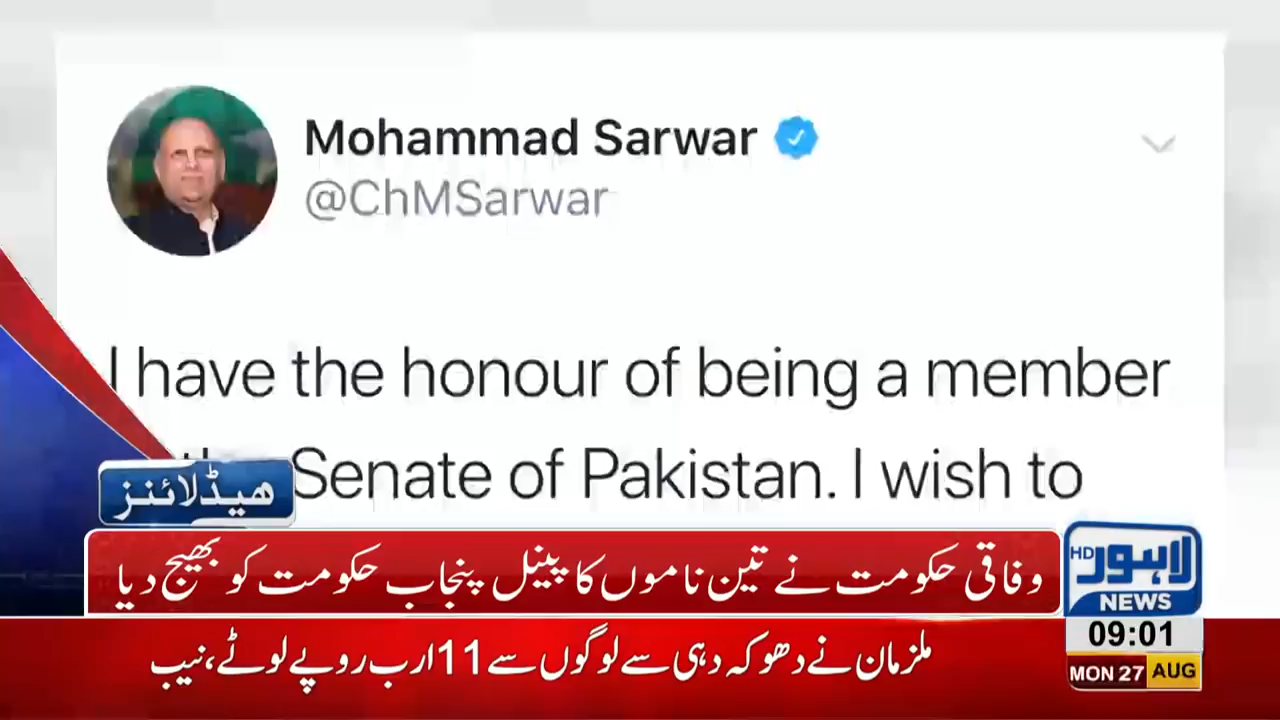 Mohammad Sarwar
@ChMSarwar
I have the honour of being a member
the Senate of Pakistan. I wish to
ھیڈلائنز
وفاقی حکومت نے تین ناموں کا پینل پنجاب حکومت کو بھیج دیا
HD لاہور
NEWS
09:01
ملزمان نے دھوکہ دہی سے لوگوں سے 11 ارب روپے لوٹے، نیب
MON 27 AUG